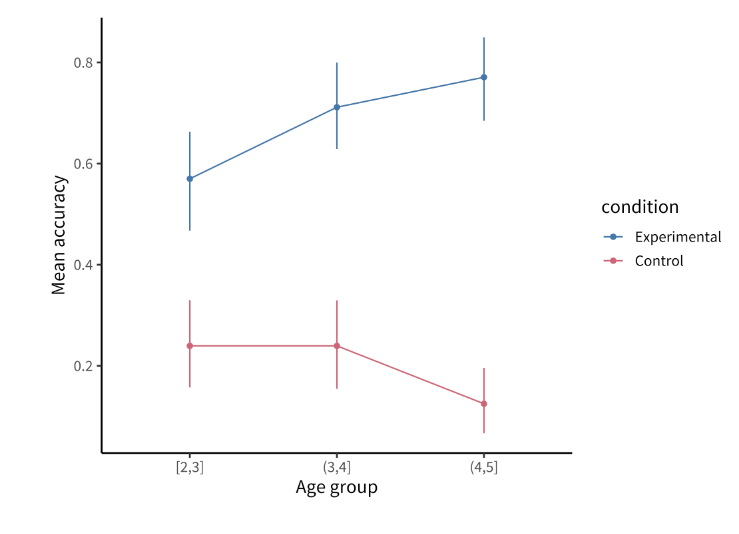 0.8
0.6
0.4
0.2
Mean accuracy
[2,3]
(3,4]
(4,5]
Age group
condition
Experimental
Control